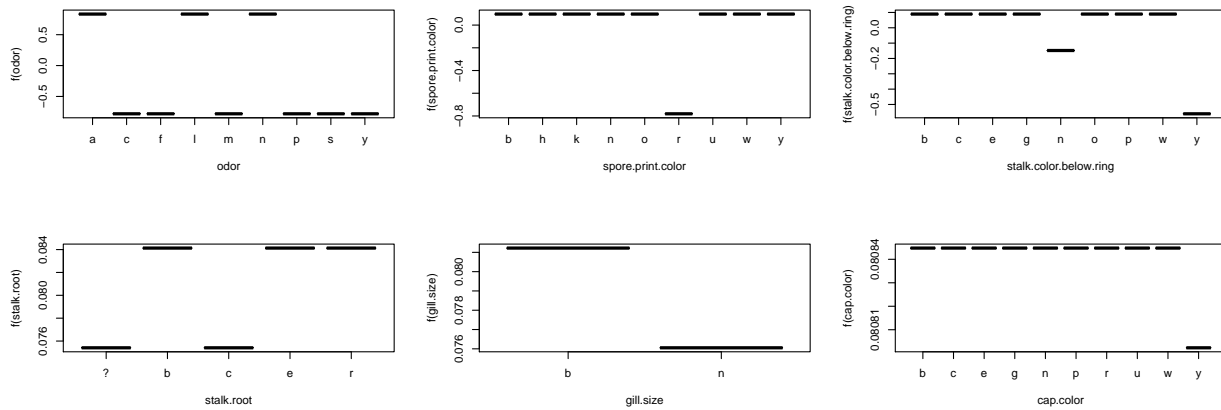 f(odor)
0.5
0.0
−0.5
a c f l m n p s y
odor
f(spore.print.color)
0.0
−0.4
−0.8
b h k n o r u w y
spore.print.color
f(stalk.color.below.ring)
0.0
−0.2
−0.5
b c e g n o p w y
stalk.color.below.ring
f(stalk.root)
0.084
0.080
0.076
? b c e r
stalk.root
f(gill.size)
0.080
0.078
0.076
b n
gill.size
f(cap.color)
0.08084
0.08081
b c e g n p r u w y
cap.color